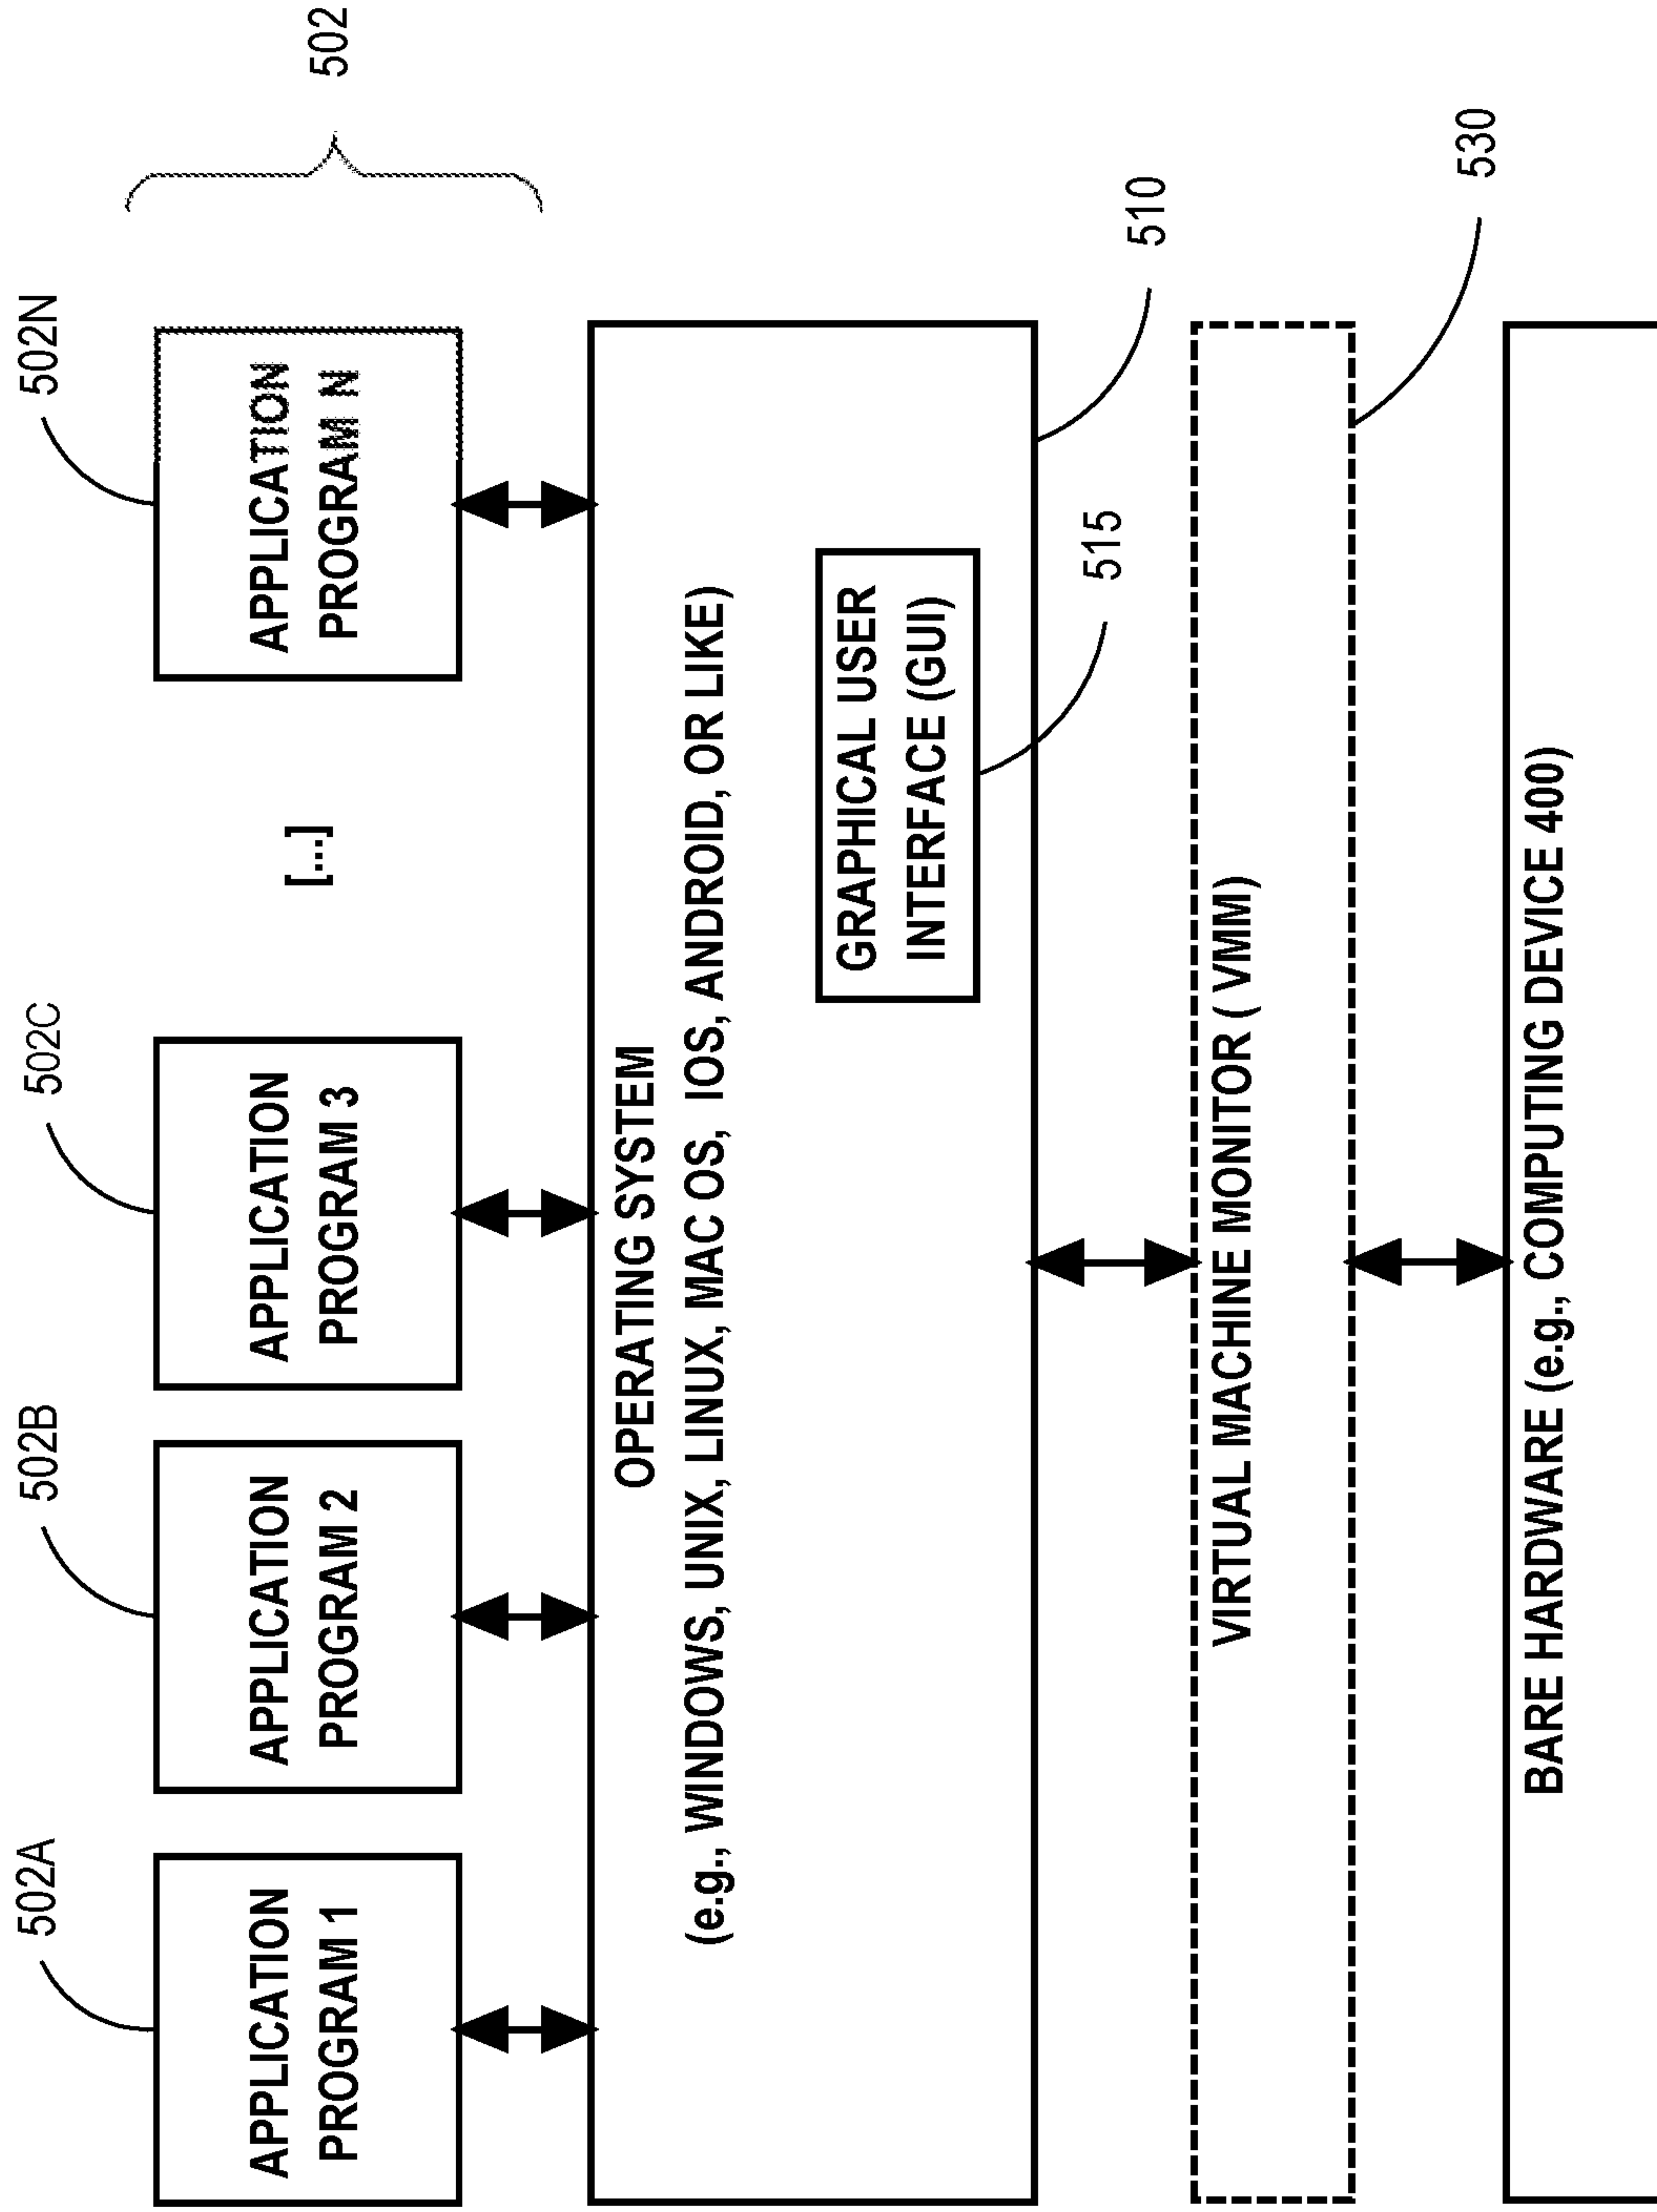 502A
502B
502C
502N
APPLICATION
PROGRAM 1
APPLICATION
PROGRAM 2
APPLICATION
PROGRAM 3
[...]
APPLICATION
PROGRAM N
502
OPERATING SYSTEM
(e.g., WINDOWS, UNIX, LINUX, MAC OS, IOS, ANDROID, OR LIKE)
GRAPHICAL USER
INTERFACE (GUI)
515
510
VIRTUAL MACHINE MONITOR ( VMM)
530
BARE HARDWARE (e.g., COMPUTING DEVICE 400)